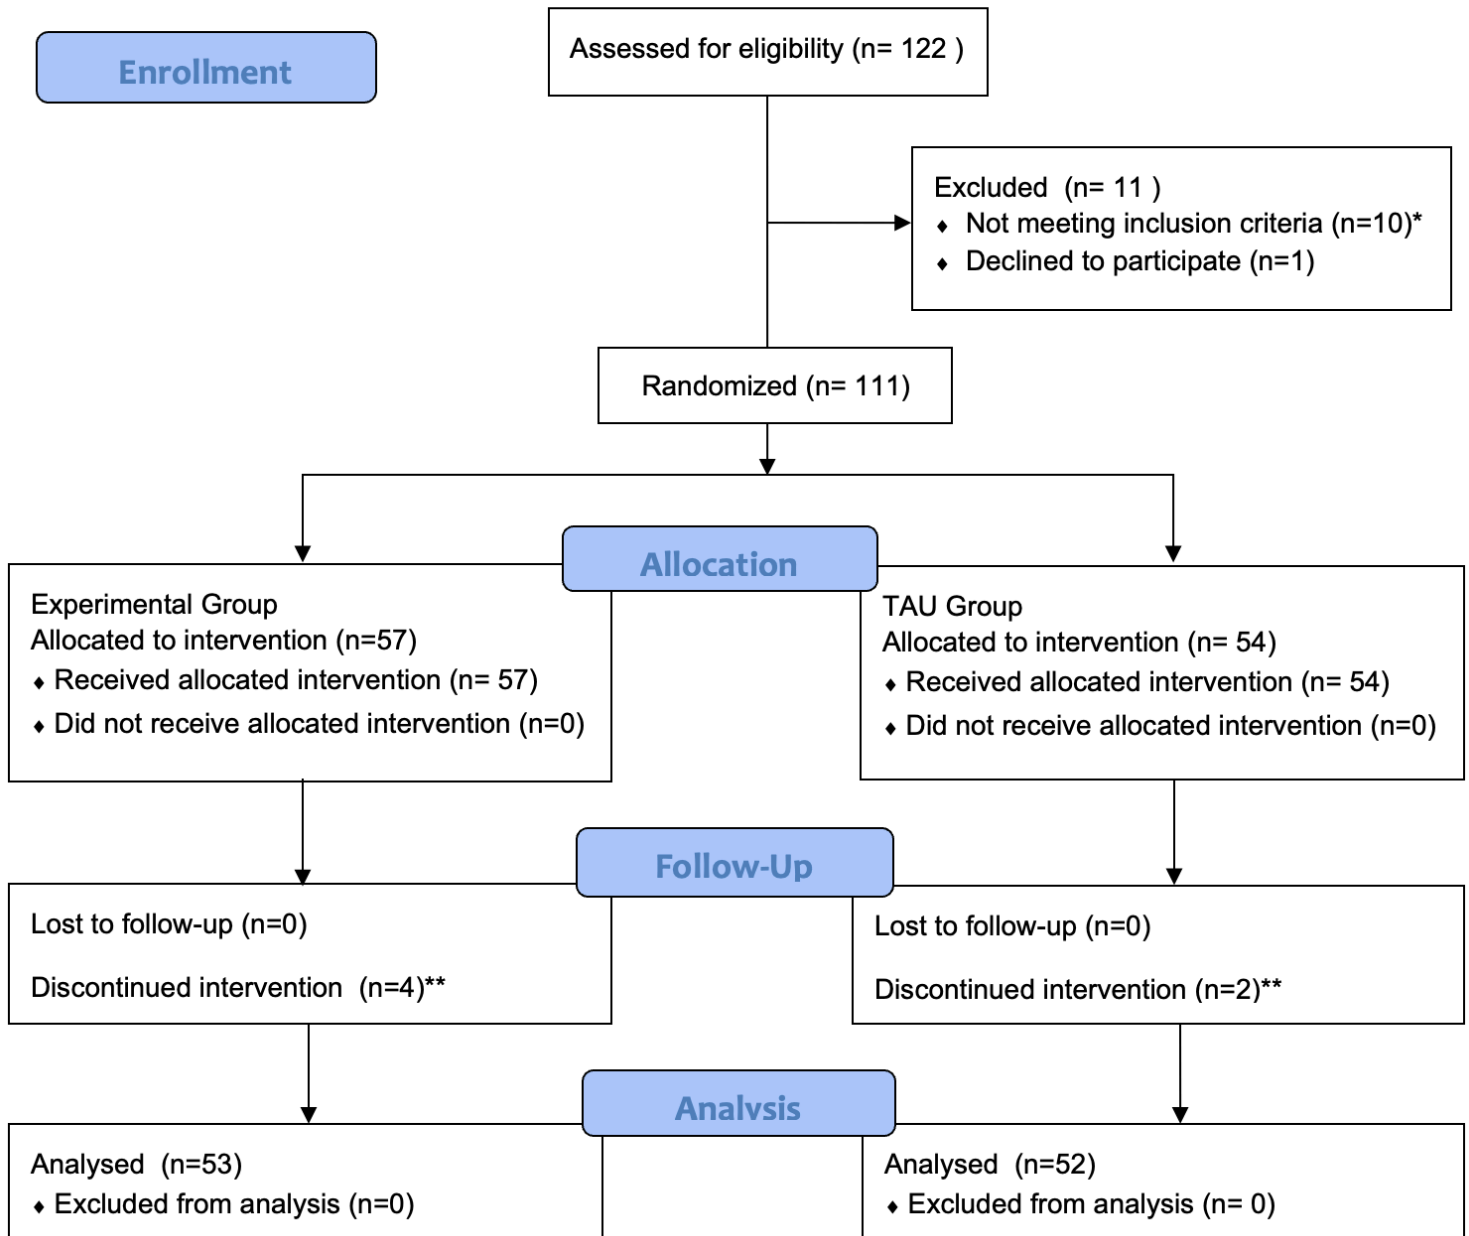 Enrollment
Assessed for eligibility (n= 122 )
Excluded  (n= 11 )
♦ Not meeting inclusion criteria (n=10)*
♦ Declined to participate (n=1)
Randomized (n= 111)
Allocation
Experimental Group
Allocated to intervention (n=57)
♦ Received allocated intervention (n= 57)
♦ Did not receive allocated intervention (n=0)
TAU Group
Allocated to intervention (n= 54)
♦ Received allocated intervention (n= 54)
♦ Did not receive allocated intervention (n=0)
Follow-Up
Lost to follow-up (n=0)
Discontinued intervention  (n=4)**
Lost to follow-up (n=0)
Discontinued intervention (n=2)**
Analysis
Analysed  (n=53)
♦ Excluded from analysis (n=0)
Analysed  (n=52)
♦ Excluded from analysis (n= 0)